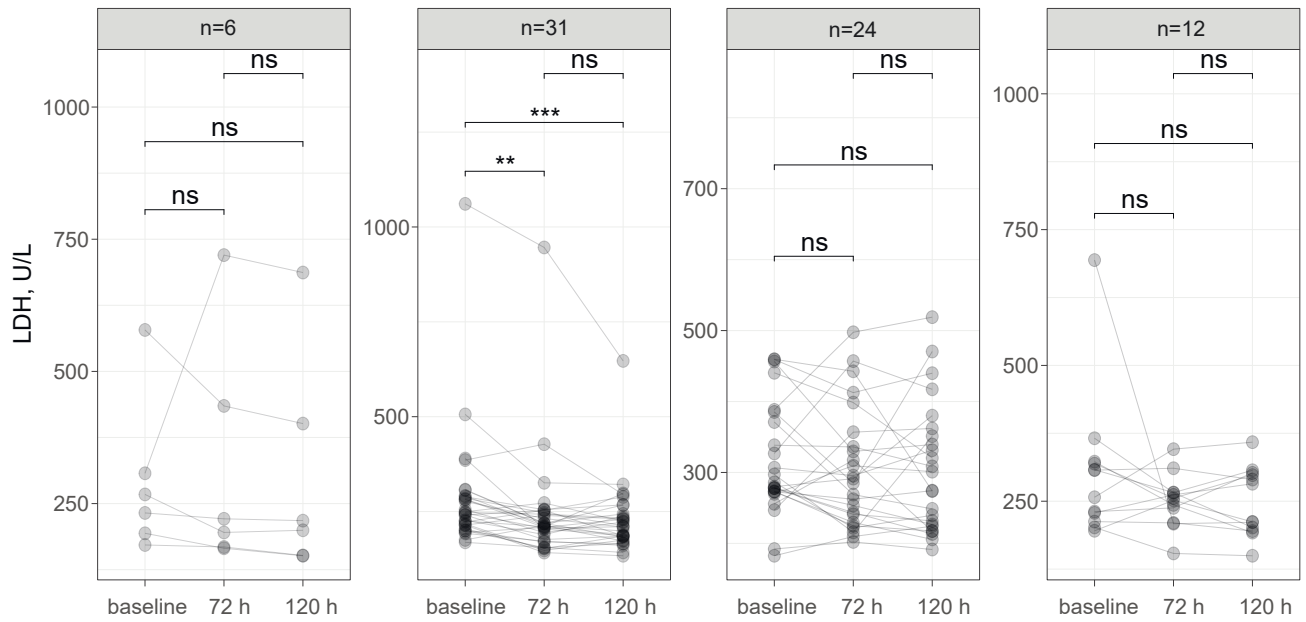 n=6
n=31
n=24
n=12
LDH, U/L
1000
750
500
250
ns
ns
ns
baseline 72 h 120 h
1000
500
ns
***
**
baseline 72 h 120 h
700
500
300
ns
ns
ns
baseline 72 h 120 h
1000
750
500
250
ns
ns
ns
baseline 72 h 120 h